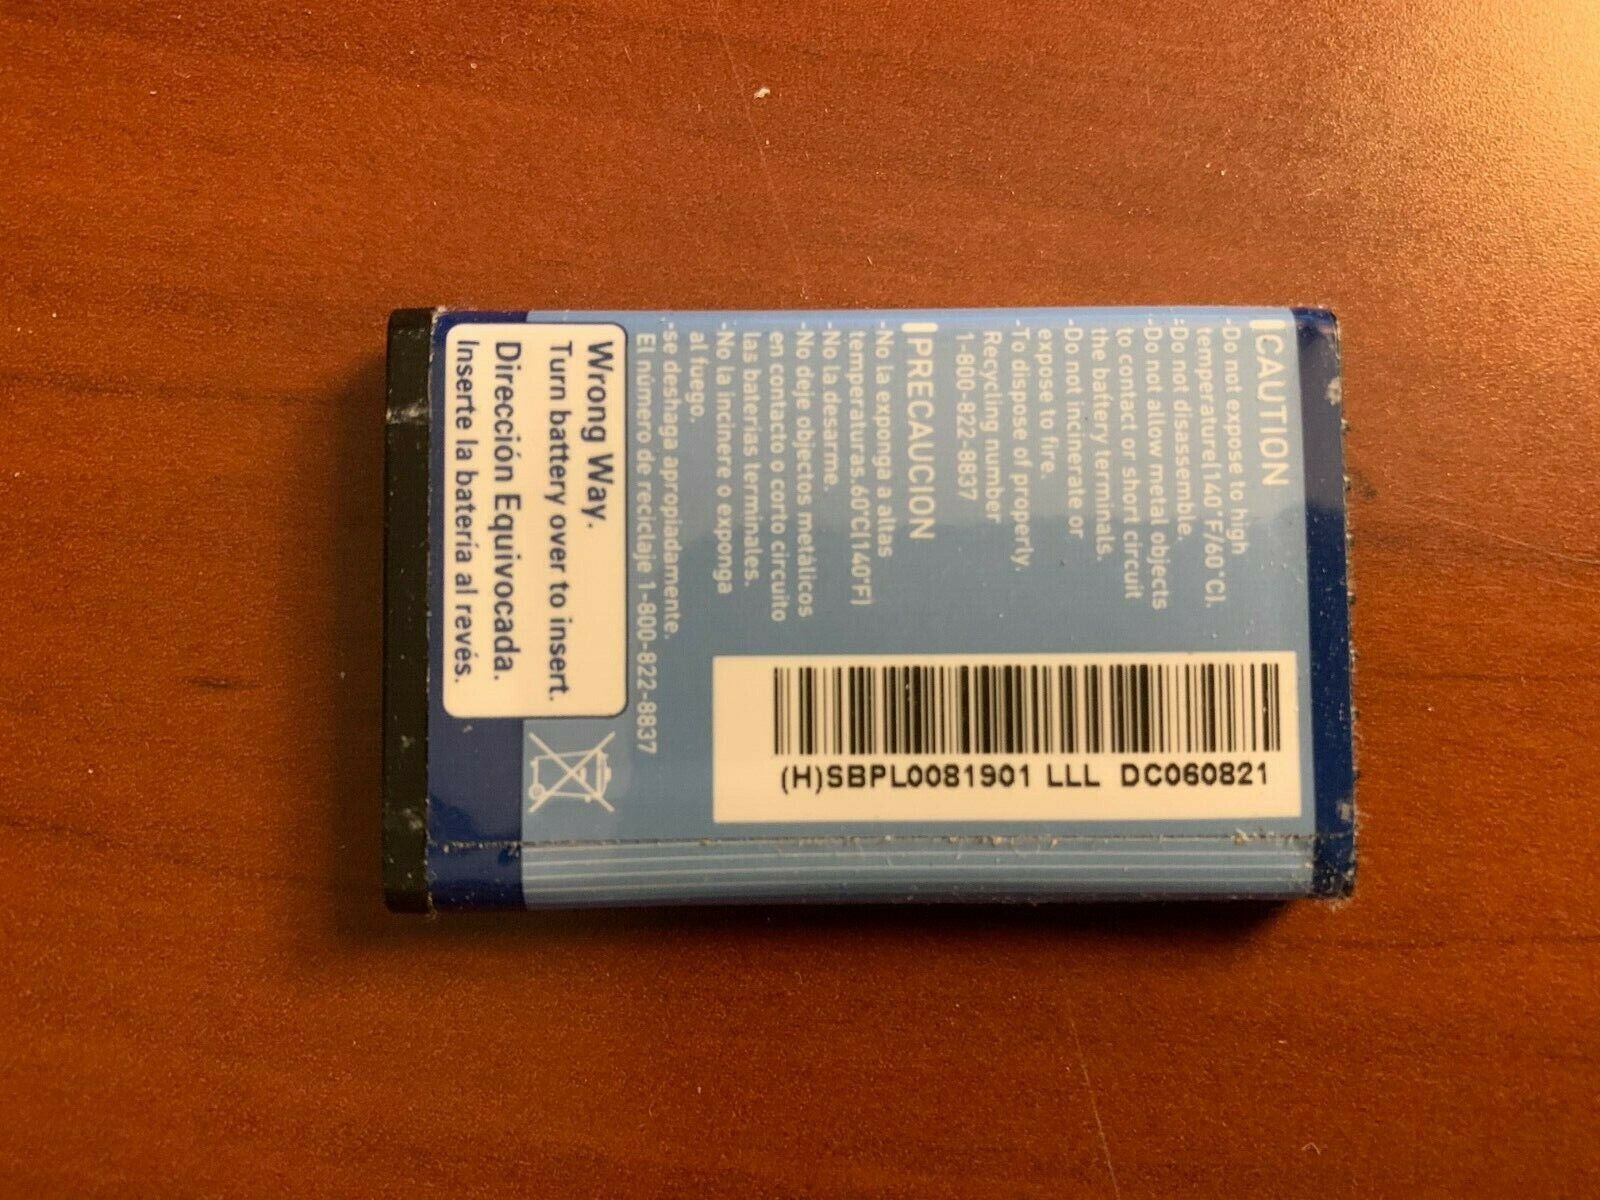 CAUTION
-Do not expose to high
temperature(140°F/60°C).
-Do not disassemble.
-Do not allow metal objects
to contact or short circuit
the battery terminals.
-Do not incinerate or
expose to fire.
-To dispose of properly.
Recycling number
1-800-822-8837
PRECAUCION
-No la exponga a altas
temperaturas.60°C(140°F)
-No la desarme.
-No deje objectos metálicos
en contacto o corto circuito
las baterias terminales.
-No la incinere o exponga
al fuego.
-se deshaga apropiadamente.
El número de reciclaje 1-800-822-8837
Wrong Way.
Turn battery over to insert.
Dirección Equivocada.
Inserte la batería al revés.
(H)SBPL0081901 LLL DC060821